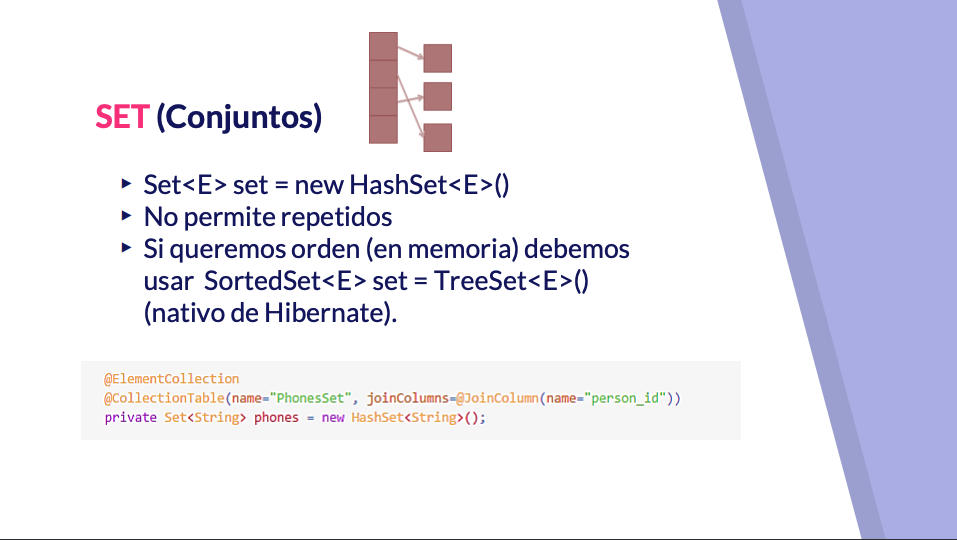 SET (Conjuntos)
‣ Set<E> set = new HashSet<E>()
‣ No permite repetidos
‣ Si queremos orden (en memoria) debemos
usar SortedSet<E> set = TreeSet<E>()
(nativo de Hibernate).
@ElementCollection
@CollectionTable(name="PhonesSet", joinColumns=@JoinColumn(name="person_id"))
private Set<String> phones = new HashSet<String>();